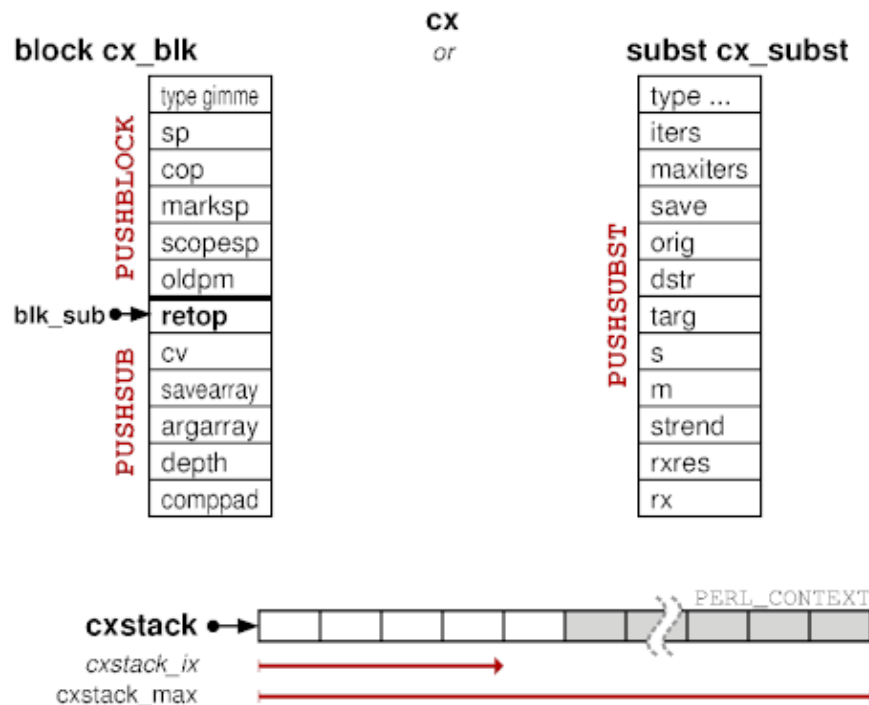 cx
block cx_blk or subst cx_subst
type gimme
sp
cop
marksp
scopesp
oldpm
PUSHBLOCK
blk_sub retop
cv
savearray
argarray
depth
comppad
PUSHSUB
type ...
iters
maxiters
save
orig
dstr
targ
s
m
strend
rxres
rx
PUSHSUBST
PERL_CONTEXT
cxstack
cxstack_ix
cxstack_max